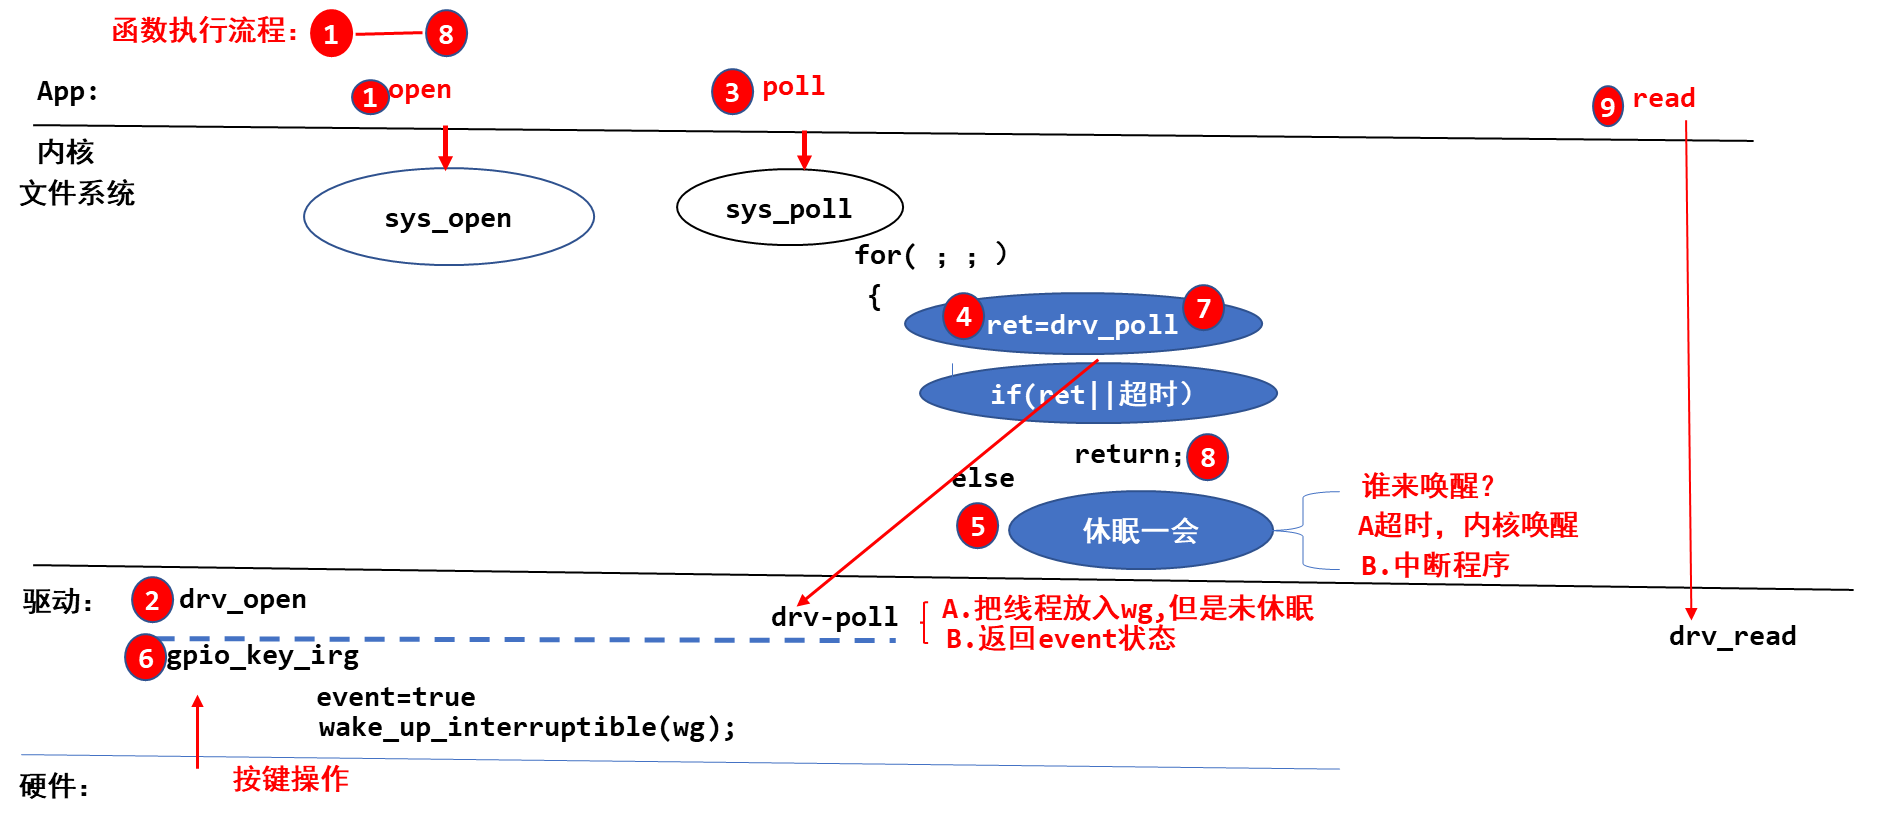 函数执行流程：1 8
App:
1 open
3 poll
9 read
内核
文件系统
sys_open
sys_poll
for( ; ; )
{
4 ret=drv_poll 7
if(ret||超时）
return; 8
else
5 休眠一会
谁来唤醒？
A超时，内核唤醒
B.中断程序
驱动：
2 drv_open
drv-poll
A.把线程放入wg,但是未休眠
B.返回event状态
drv_read
6 gpio_key_irg
event=true
wake_up_interruptible(wg);
硬件：
按键操作